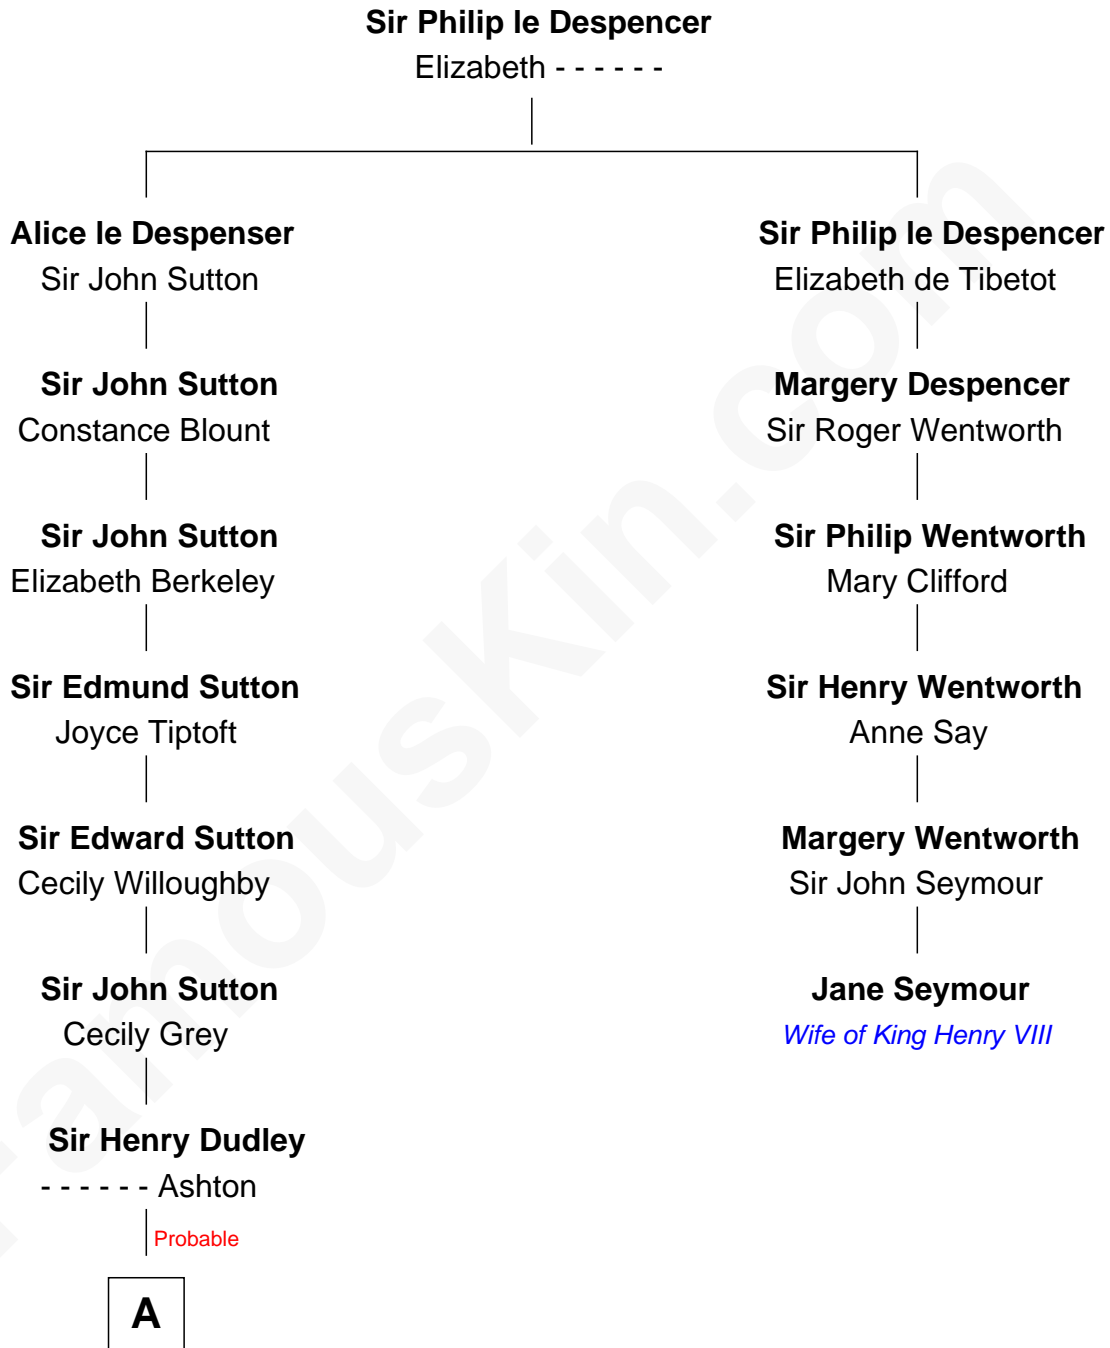 Sir Philip le Despencer
Elizabeth - - - - - -
Alice le Despenser
Sir John Sutton
Sir John Sutton
Constance Blount
Sir John Sutton
Elizabeth Berkeley
Sir Edmund Sutton
Joyce Tiptoft
Sir Edward Sutton
Cecily Willoughby
Sir John Sutton
Cecily Grey
Sir Henry Dudley
- - - - - - Ashton
Probable
A
Sir Philip le Despencer
Elizabeth de Tibetot
Margery Despencer
Sir Roger Wentworth
Sir Philip Wentworth
Mary Clifford
Sir Henry Wentworth
Anne Say
Margery Wentworth
Sir John Seymour
Jane Seymour
Wife of King Henry VIII
FamousKin.com